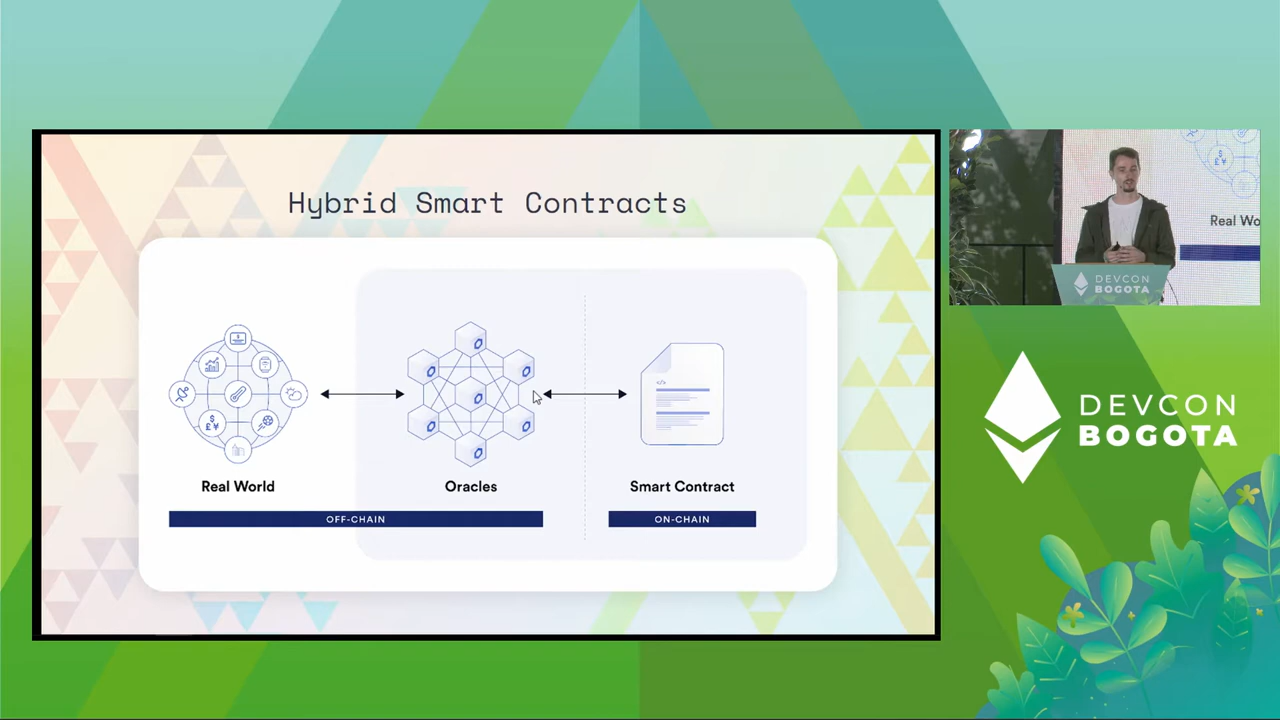 Hybrid Smart Contracts
</>
$
£ ¥
Real World
Oracles
Smart Contract
OFF-CHAIN
ON-CHAIN
Real Wo
DEVCON
BOGOTA
DEVCON
BOGOTA